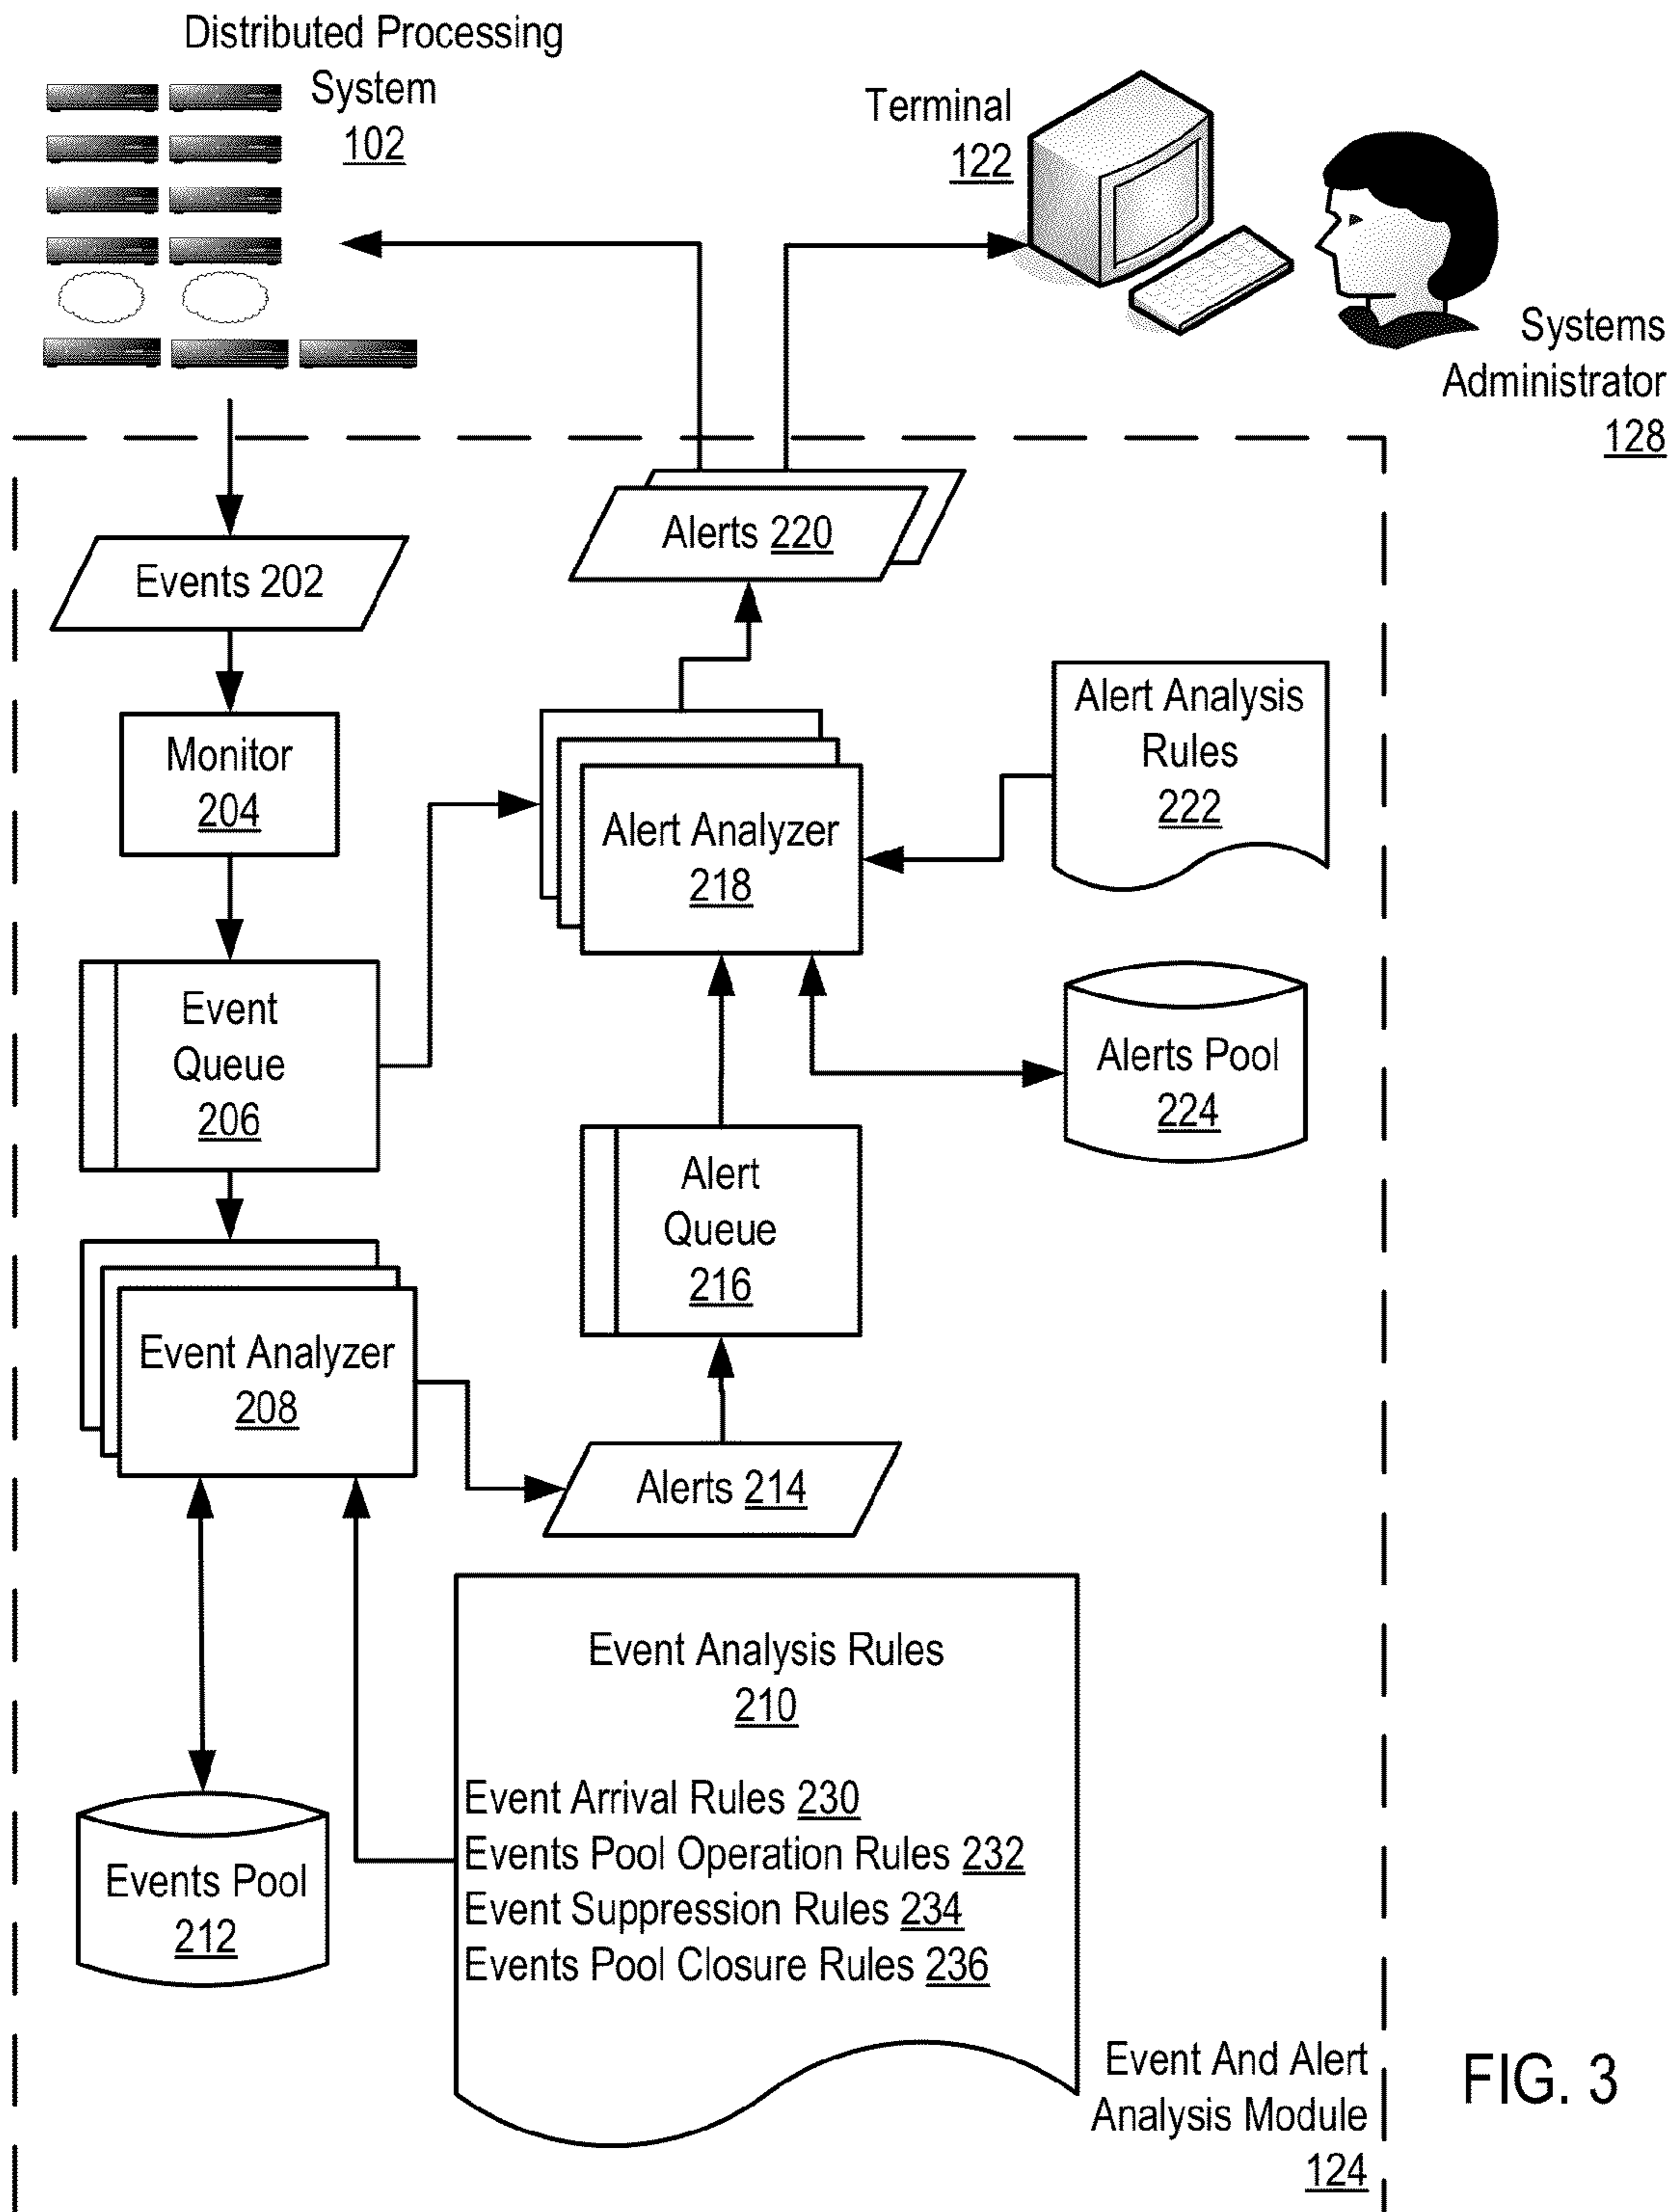 Distributed Processing
System
102
Terminal
122
Systems
Administrator
128
Alerts 220
Events 202
Monitor
204
Alert Analysis
Rules
222
Alert Analyzer
218
Event
Queue
206
Alerts Pool
224
Alert
Queue
216
Event Analyzer
208
Alerts 214
Event Analysis Rules
210
Event Arrival Rules 230
Events Pool Operation Rules 232
Event Suppression Rules 234
Events Pool Closure Rules 236
Events Pool
212
Event And Alert
Analysis Module
124
FIG. 3